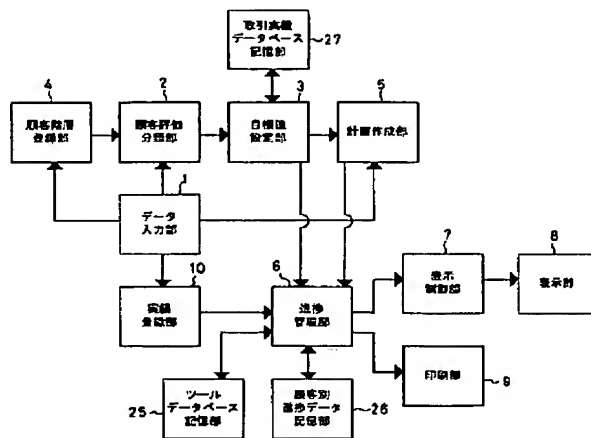 取引実績
データベース
記憶部
27
4
2
3
5
顧客階層
登録部
顧客評価
分類部
目標値
設定部
計画作成部
1
データ
入力部
10
6
7
8
実績
登録部
進捗
管理部
表示
制御部
表示部
印刷部
9
ツール
データベース
記憶部
25
顧客別
進捗データ
記憶部
26